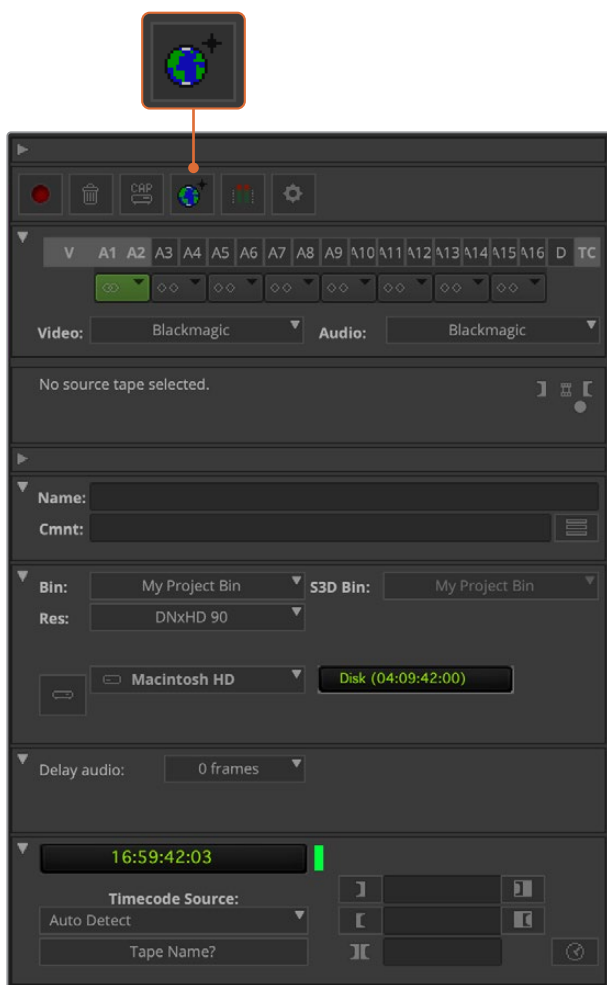 CAP
V A1 A2 A3 A4 A5 A6 A7 A8 A9 A10 A11 A12 A13 A14 A15 A16 D TC
Video: Blackmagic Audio: Blackmagic
No source tape selected.
Name:
Cmnt:
Bin: My Project Bin S3D Bin: My Project Bin
Res: DNxHD 90
Macintosh HD Disk (04:09:42:00)
Delay audio: 0 frames
16:59:42:03
Timecode Source:
Auto Detect
Tape Name?